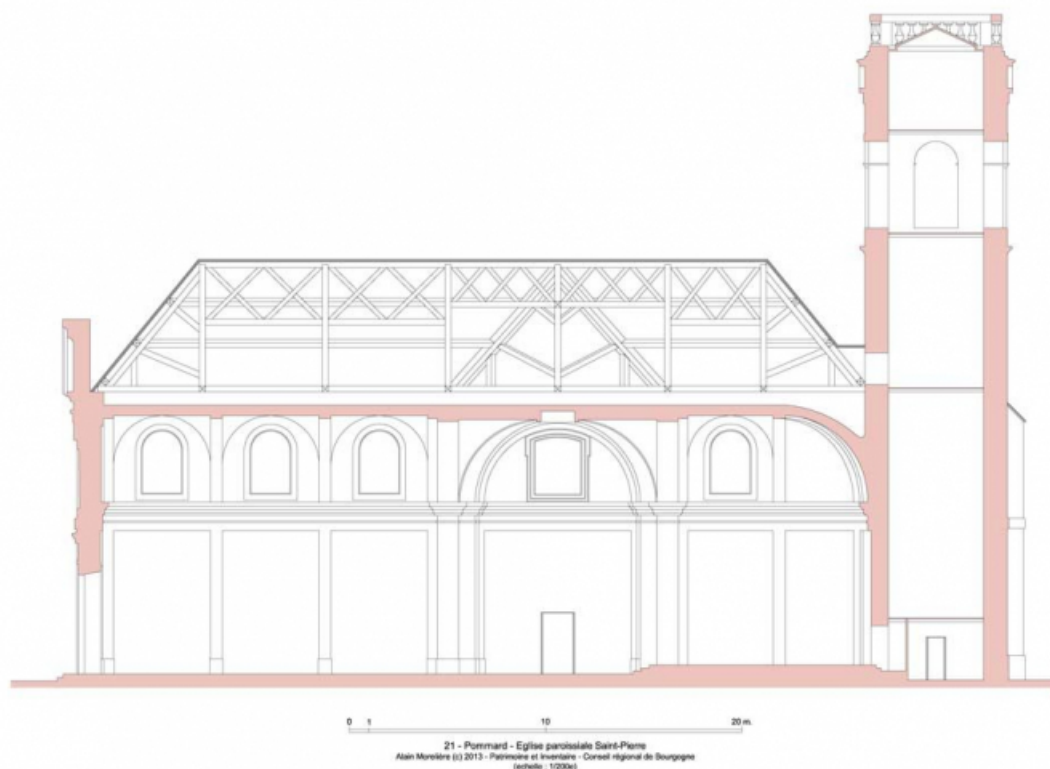 0 1 10 20 m.
21 - Pommard - Eglise paroissiale Saint-Pierre
Alain Morelière (c) 2013 - Patrimoine et Inventaire - Conseil régional de Bourgogne
(echelle : 1/200e)